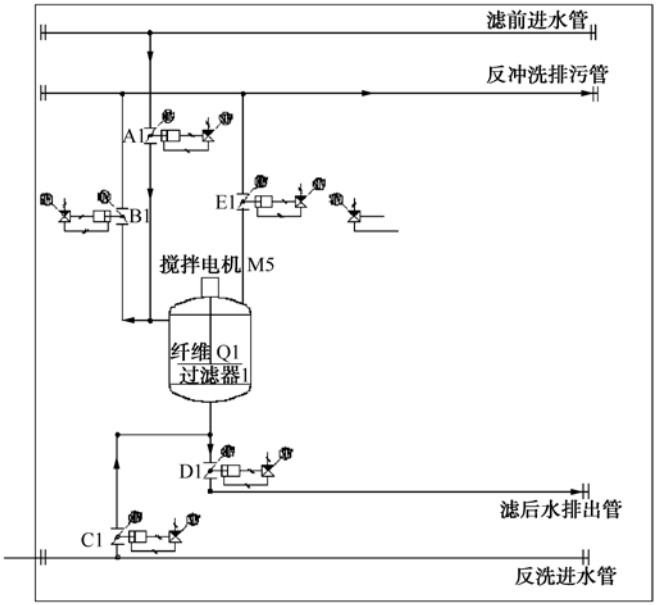 滤前进水管
反冲洗排污管
A1
B1
E1
搅拌电机 M5
纤维 Q1
过滤器1
D1
滤后水排出管
C1
反洗进水管